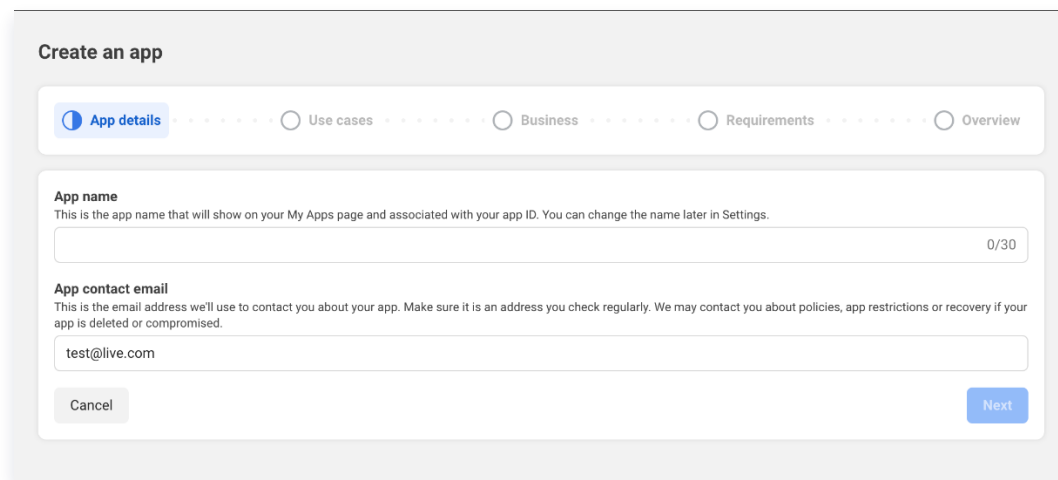 Create an app
App details
Use cases
Business
Requirements
Overview
App name
This is the app name that will show on your My Apps page and associated with your app ID. You can change the name later in Settings.
0/30
App contact email
This is the email address we'll use to contact you about your app. Make sure it is an address you check regularly. We may contact you about policies, app restrictions or recovery if your
app is deleted or compromised.
test@live.com
Cancel
Next